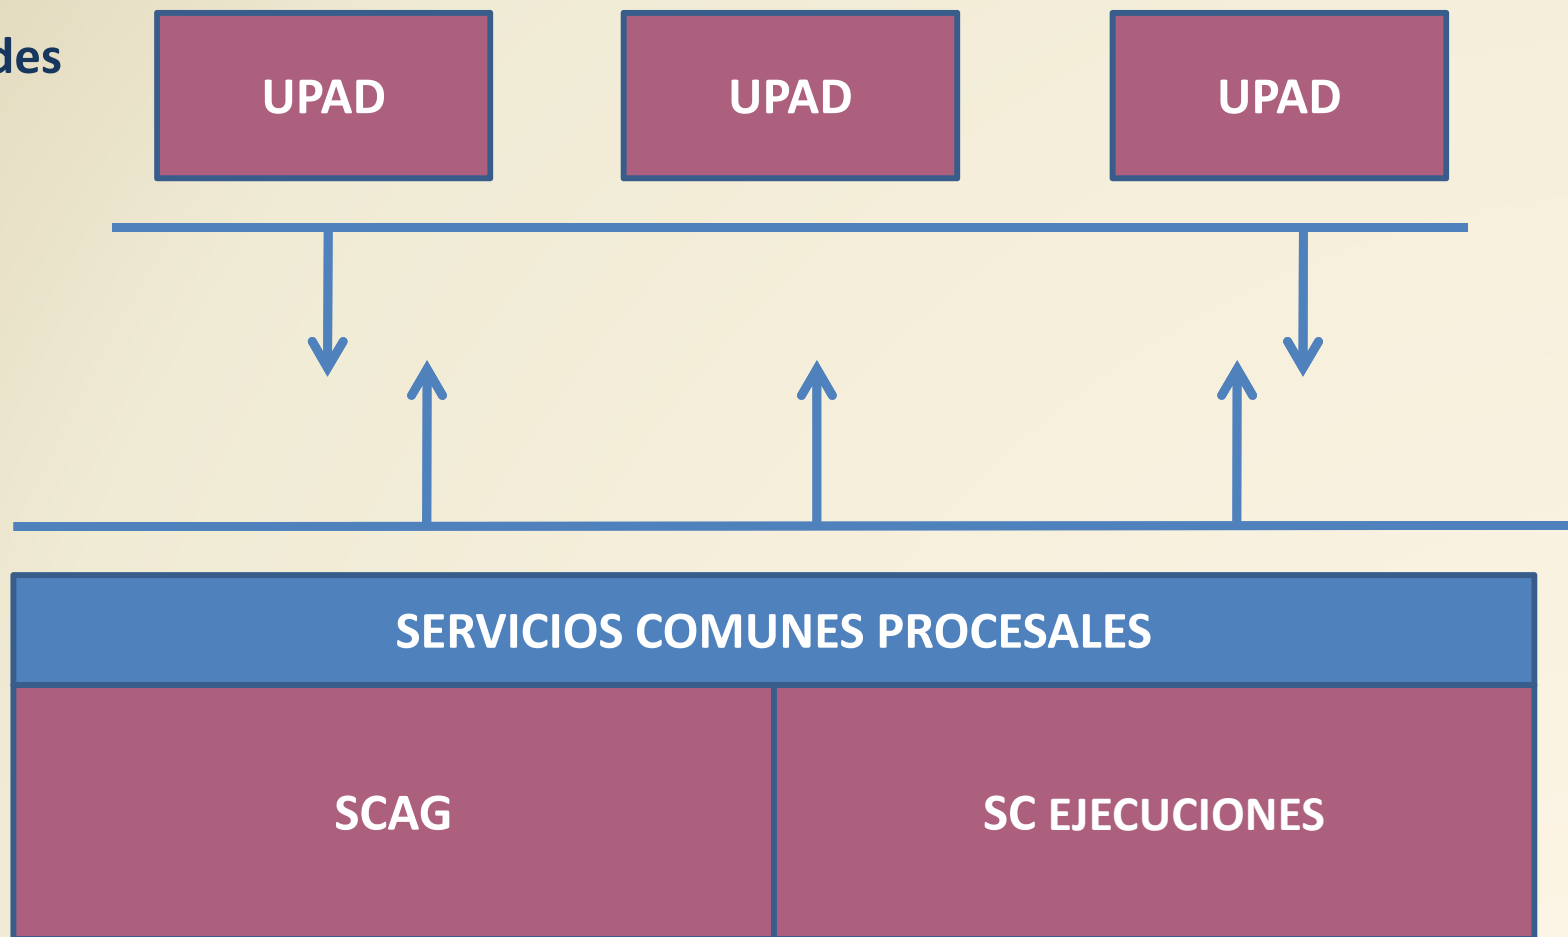 des
UPAD
UPAD
UPAD
SERVICIOS COMUNES PROCESALES
SCAG
SC EJECUCIONES